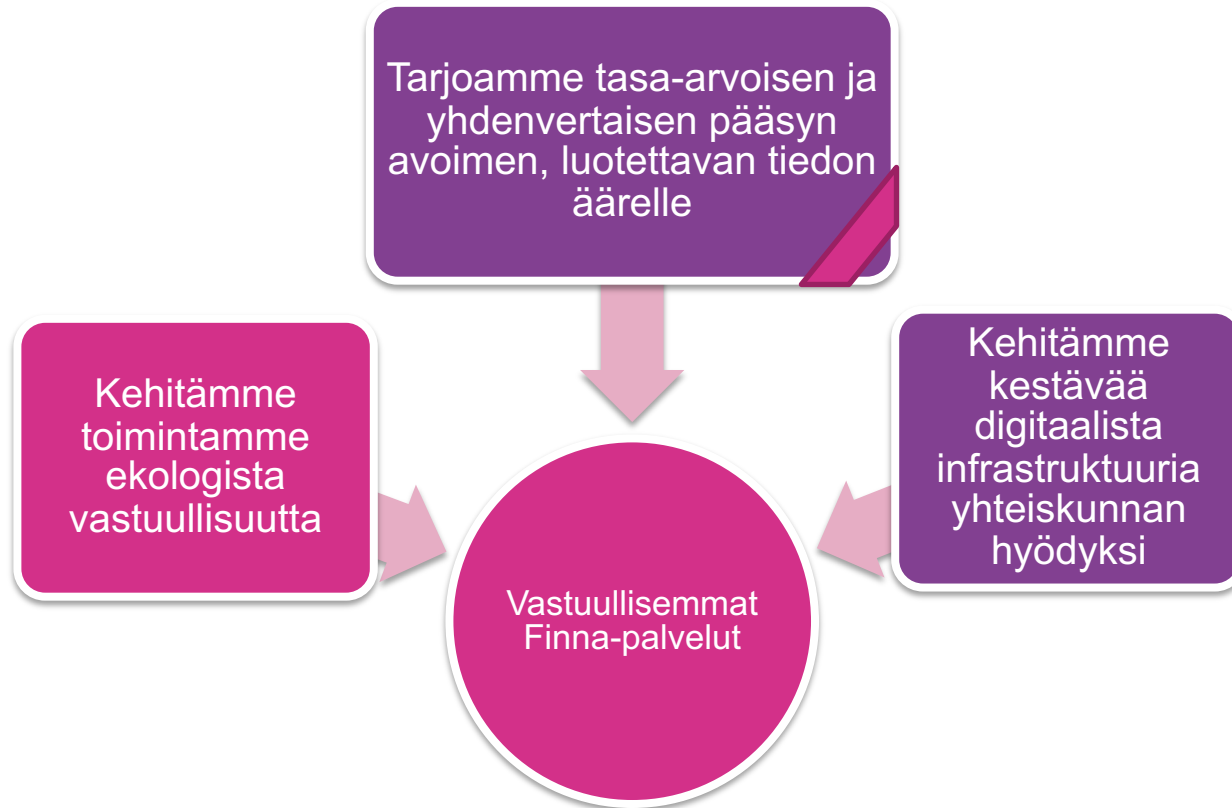 Tarjoamme tasa-arvoisen ja
yhdenvertaisen pääsyn
avoimen, luotettavan tiedon
äärelle
Kehitämme
toimintamme
ekologista
vastuullisuutta
Kehitämme
kestävää
digitaalista
infrastruktuuria
yhteiskunnan
hyödyksi
Vastuullisemmat
Finna-palvelut